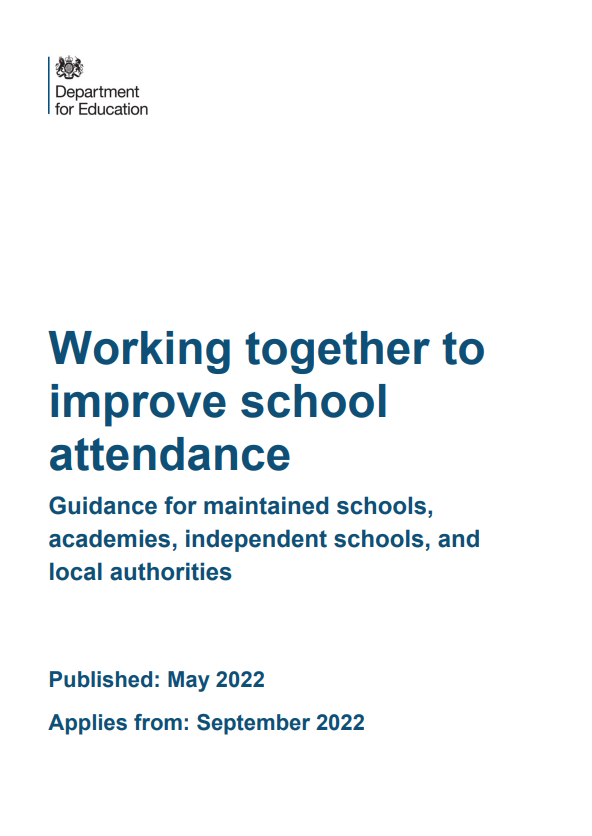 Department
for Education
Working together to
improve school
attendance
Guidance for maintained schools,
academies, independent schools, and
local authorities
Published: May 2022
Applies from: September 2022